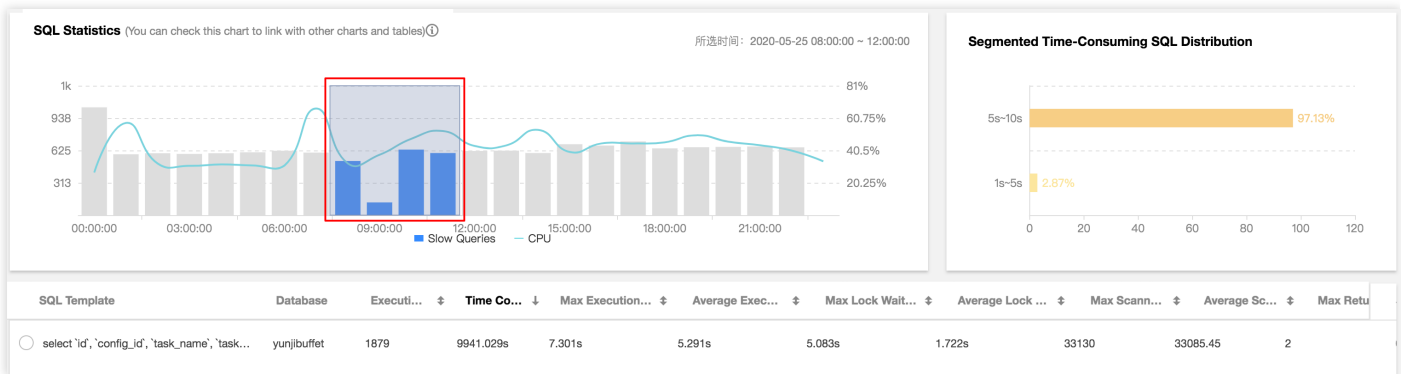 SQL Statistics (You can check this chart to link with other charts and tables)
所选时间：2020-05-25 08:00:00 ~ 12:00:00
1k 81%
938 60.75%
625 40.5%
313 20.25%
00:00:00 03:00:00 06:00:00 09:00:00 12:00:00 15:00:00 18:00:00 21:00:00
Slow Queries CPU
Segmented Time-Consuming SQL Distribution
5s~10s 97.13%
1s~5s 2.87%
0 20 40 60 80 100 120
SQL Template Database Executi... Time Co... Max Execution... Average Exec... Max Lock Wait... Average Lock ... Max Scann... Average Sc... Max Retu
select `id`, `config_id`, `task_name`, `task... yunjibuffet 1879 9941.029s 7.301s 5.291s 5.083s 1.722s 33130 33085.45 2